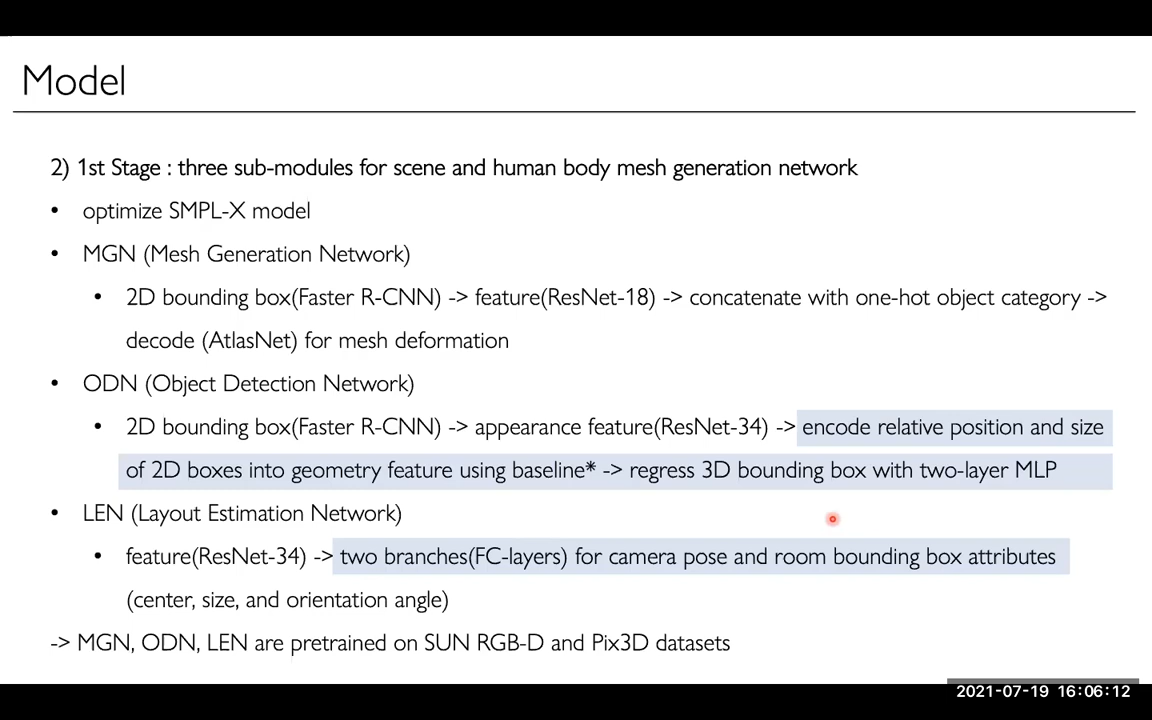 Model
2) 1st Stage : three sub-modules for scene and human body mesh generation network
• optimize SMPL-X model
• MGN (Mesh Generation Network)
• 2D bounding box(Faster R-CNN) -> feature(ResNet-18) -> concatenate with one-hot object category ->
decode (AtlasNet) for mesh deformation
• ODN (Object Detection Network)
• 2D bounding box(Faster R-CNN) -> appearance feature(ResNet-34) -> encode relative position and size
of 2D boxes into geometry feature using baseline* -> regress 3D bounding box with two-layer MLP
• LEN (Layout Estimation Network)
• feature(ResNet-34) -> two branches(FC-layers) for camera pose and room bounding box attributes
(center, size, and orientation angle)
-> MGN, ODN, LEN are pretrained on SUN RGB-D and Pix3D datasets
2021-07-19 16:06:12